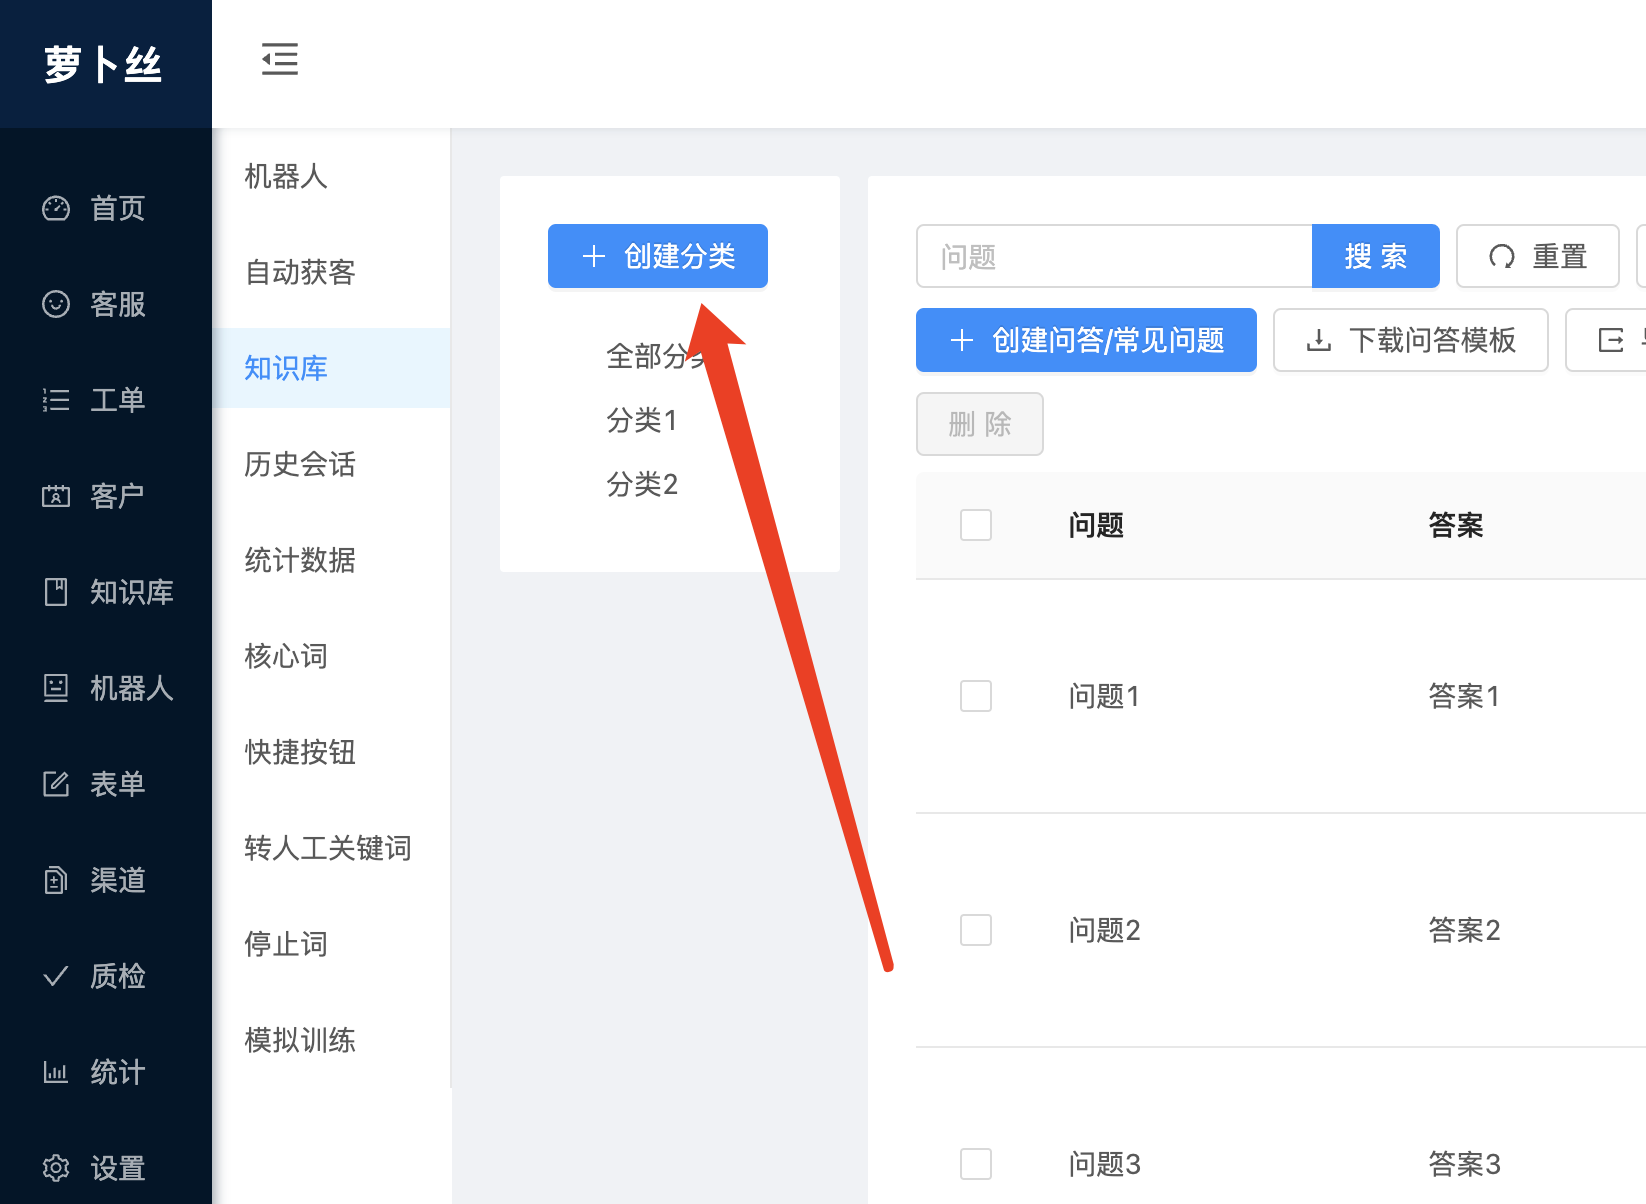 萝卜丝
首页
客服
工单
客户
知识库
机器人
表单
渠道
质检
统计
设置
机器人
自动获客
知识库
历史会话
统计数据
核心词
快捷按钮
转人工关键词
停止词
模拟训练
创建分类
全部分
分类1
分类2
问题
搜 索
重置
创建问答/常见问题
下载问答模板
删 除
问题 答案
问题1 答案1
问题2 答案2
问题3 答案3